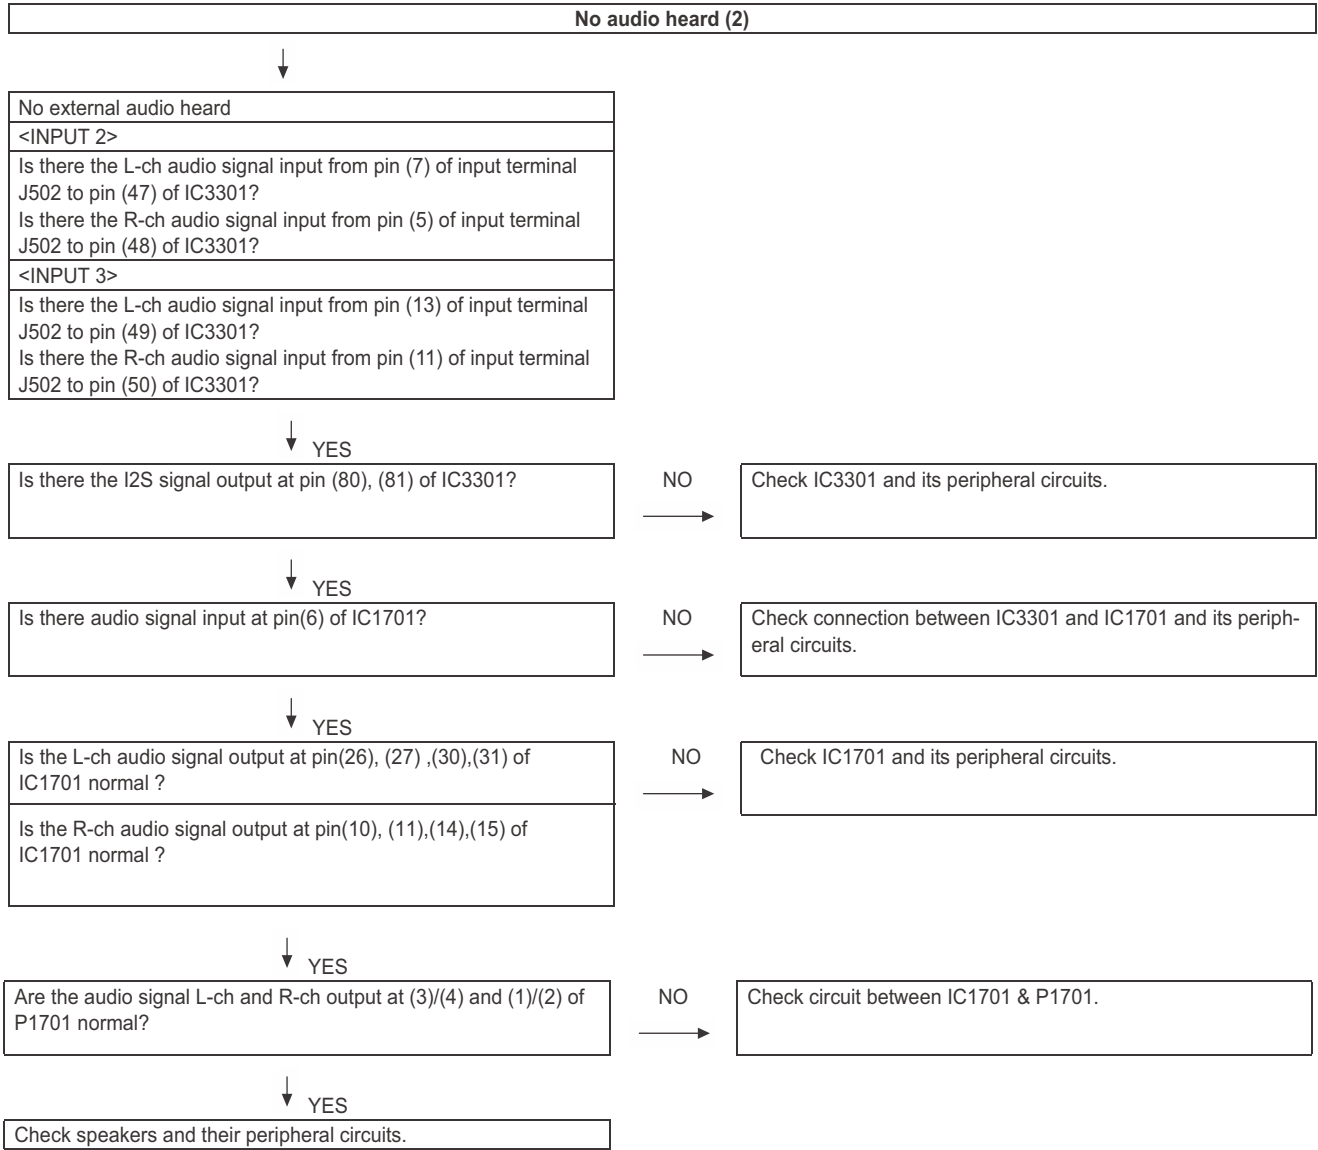 No audio heard (2)
No external audio heard
<INPUT 2>
Is there the L-ch audio signal input from pin (7) of input terminal
J502 to pin (47) of IC3301?
Is there the R-ch audio signal input from pin (5) of input terminal
J502 to pin (48) of IC3301?
<INPUT 3>
Is there the L-ch audio signal input from pin (13) of input terminal
J502 to pin (49) of IC3301?
Is there the R-ch audio signal input from pin (11) of input terminal
J502 to pin (50) of IC3301?
YES
Is there the I2S signal output at pin (80), (81) of IC3301?
NO
Check IC3301 and its peripheral circuits.
YES
Is there audio signal input at pin(6) of IC1701?
NO
Check connection between IC3301 and IC1701 and its periph-
eral circuits.
YES
Is the L-ch audio signal output at pin(26), (27) ,(30),(31) of
IC1701 normal ?
NO
Check IC1701 and its peripheral circuits.
Is the R-ch audio signal output at pin(10), (11),(14),(15) of
IC1701 normal ?
YES
Are the audio signal L-ch and R-ch output at (3)/(4) and (1)/(2) of
P1701 normal?
NO
Check circuit between IC1701 & P1701.
YES
Check speakers and their peripheral circuits.